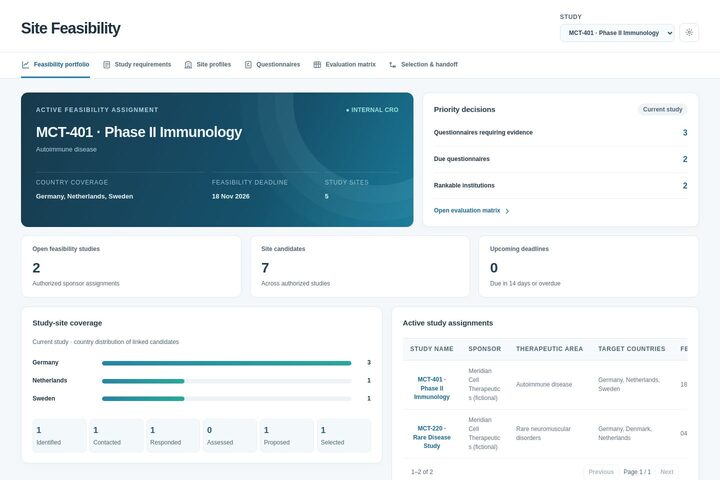 Site Feasibility
STUDY
MCT-401 · Phase II Immunology
Feasibility portfolio
Study requirements
Site profiles
Questionnaires
Evaluation matrix
Selection & handoff
ACTIVE FEASIBILITY ASSIGNMENT
INTERNAL CRO
MCT-401 · Phase II Immunology
Autoimmune disease
COUNTRY COVERAGE
FEASIBILITY DEADLINE
STUDY SITES
Germany, Netherlands, Sweden
18 Nov 2026
5
Priority decisions
Current study
Questionnaires requiring evidence 3
Due questionnaires 2
Rankable institutions 2
Open evaluation matrix
Open feasibility studies
2
Authorized sponsor assignments
Site candidates
7
Across authorized studies
Upcoming deadlines
0
Due in 14 days or overdue
Study-site coverage
Current study · country distribution of linked candidates
Germany 3
Netherlands 1
Sweden 1
1
Identified
1
Contacted
1
Responded
0
Assessed
1
Proposed
1
Selected
Active study assignments
STUDY NAME SPONSOR THERAPEUTIC AREA TARGET COUNTRIES FE
MCT-401 ·
Phase II
Immunology
Meridian
Cell
Therapeutic
s (fictional)
Autoimmune disease
Germany, Netherlands,
Sweden
18
MCT-220 ·
Rare Disease
Study
Meridian
Cell
Therapeutic
s (fictional)
Rare neuromuscular
disorders
Germany, Denmark,
Netherlands
04
1–2 of 2
Previous
Page 1 / 1
Next